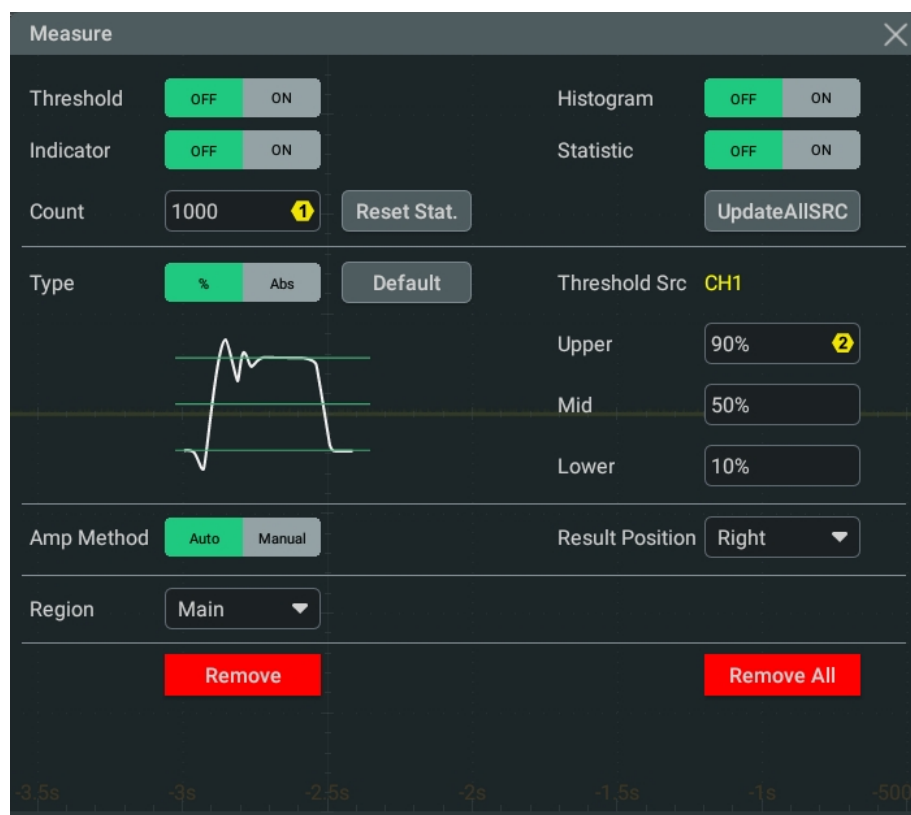 Measure
Threshold OFF ON Histogram OFF ON
Indicator OFF ON Statistic OFF ON
Count 1000 1 Reset Stat. UpdateAllSRC
Type % Abs Default Threshold Src CH1
Upper 90% 2
Mid 50%
Lower 10%
Amp Method Auto Manual Result Position Right
Region Main
Remove Remove All
-3.5s -3s -2.5s -2s -1.5s -1s -500